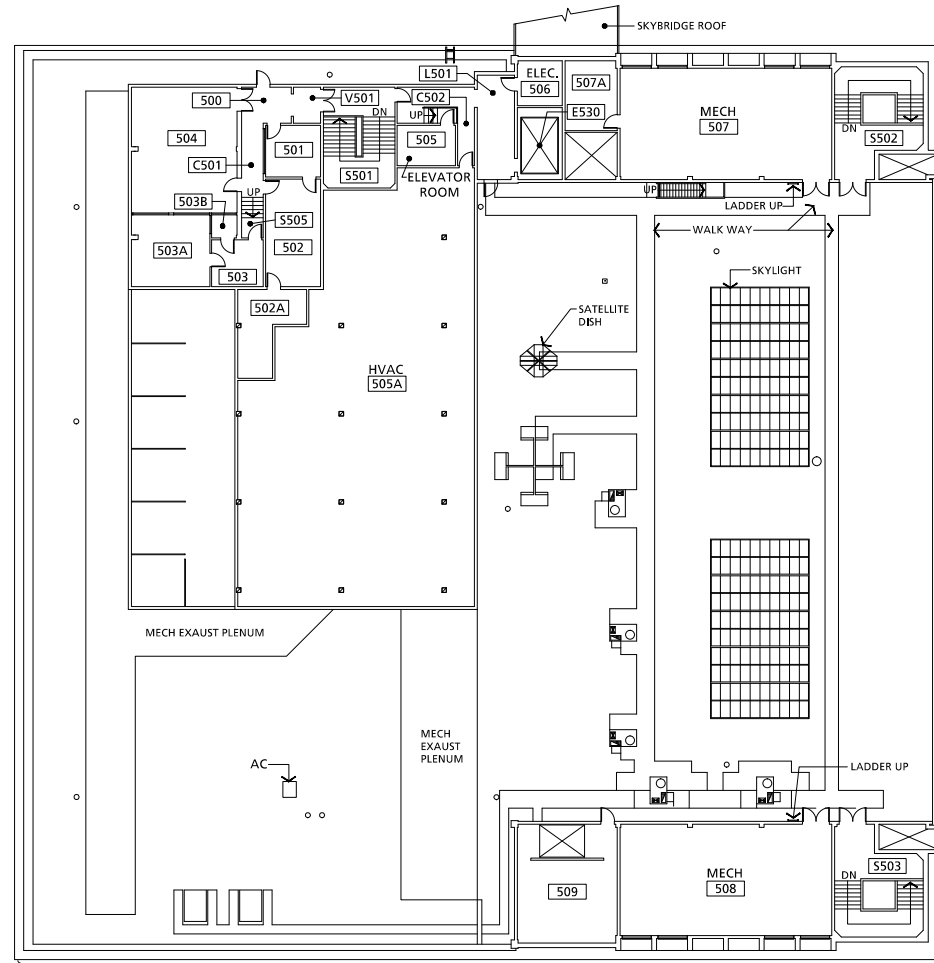 SKYBRIDGE ROOF
L501
ELEC.
506
507A
500
V501
C502
E530
MECH
507
DN
UP
504
501
505
DN
S502
C501
S501
ELEVATOR
ROOM
UP
503B
S505
UP
LADDER UP
502
WALK WAY
503A
503
SKYLIGHT
502A
SATELLITE
DISH
HVAC
505A
MECH EXAUST PLENUM
MECH
EXAUST
PLENUM
AC
LADDER UP
S503
MECH
508
DN
509